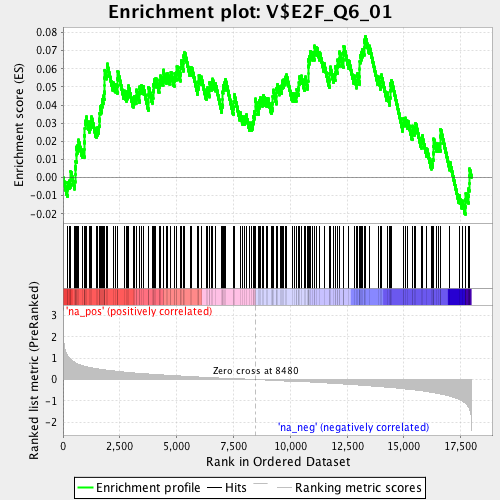 Enrichment plot: V$E2F_Q6_01
Enrichment score (ES)
0.08
0.07
0.06
0.05
0.04
0.03
0.02
0.01
0.00
-0.01
-0.02
'na_pos' (positively correlated)
Ranked list metric (PreRanked)
3
2
1
0
-1
-2
Zero cross at 8480
'na_neg' (negatively correlated)
0
2,500
5,000
7,500
10,000
12,500
15,000
17,500
Rank in Ordered Dataset
Enrichment profile
Hits
Ranking metric scores